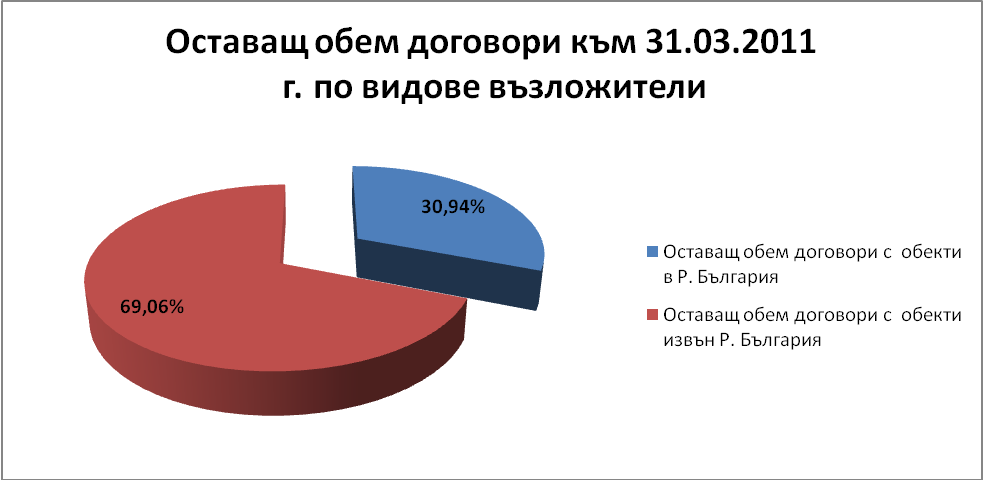 Оставащ обем договори към 31.03.2011
г. по видове възложители
30,94%
69,06%
Оставащ обем договори с обекти
в Р. България
Оставащ обем договори с обекти
извън Р. България